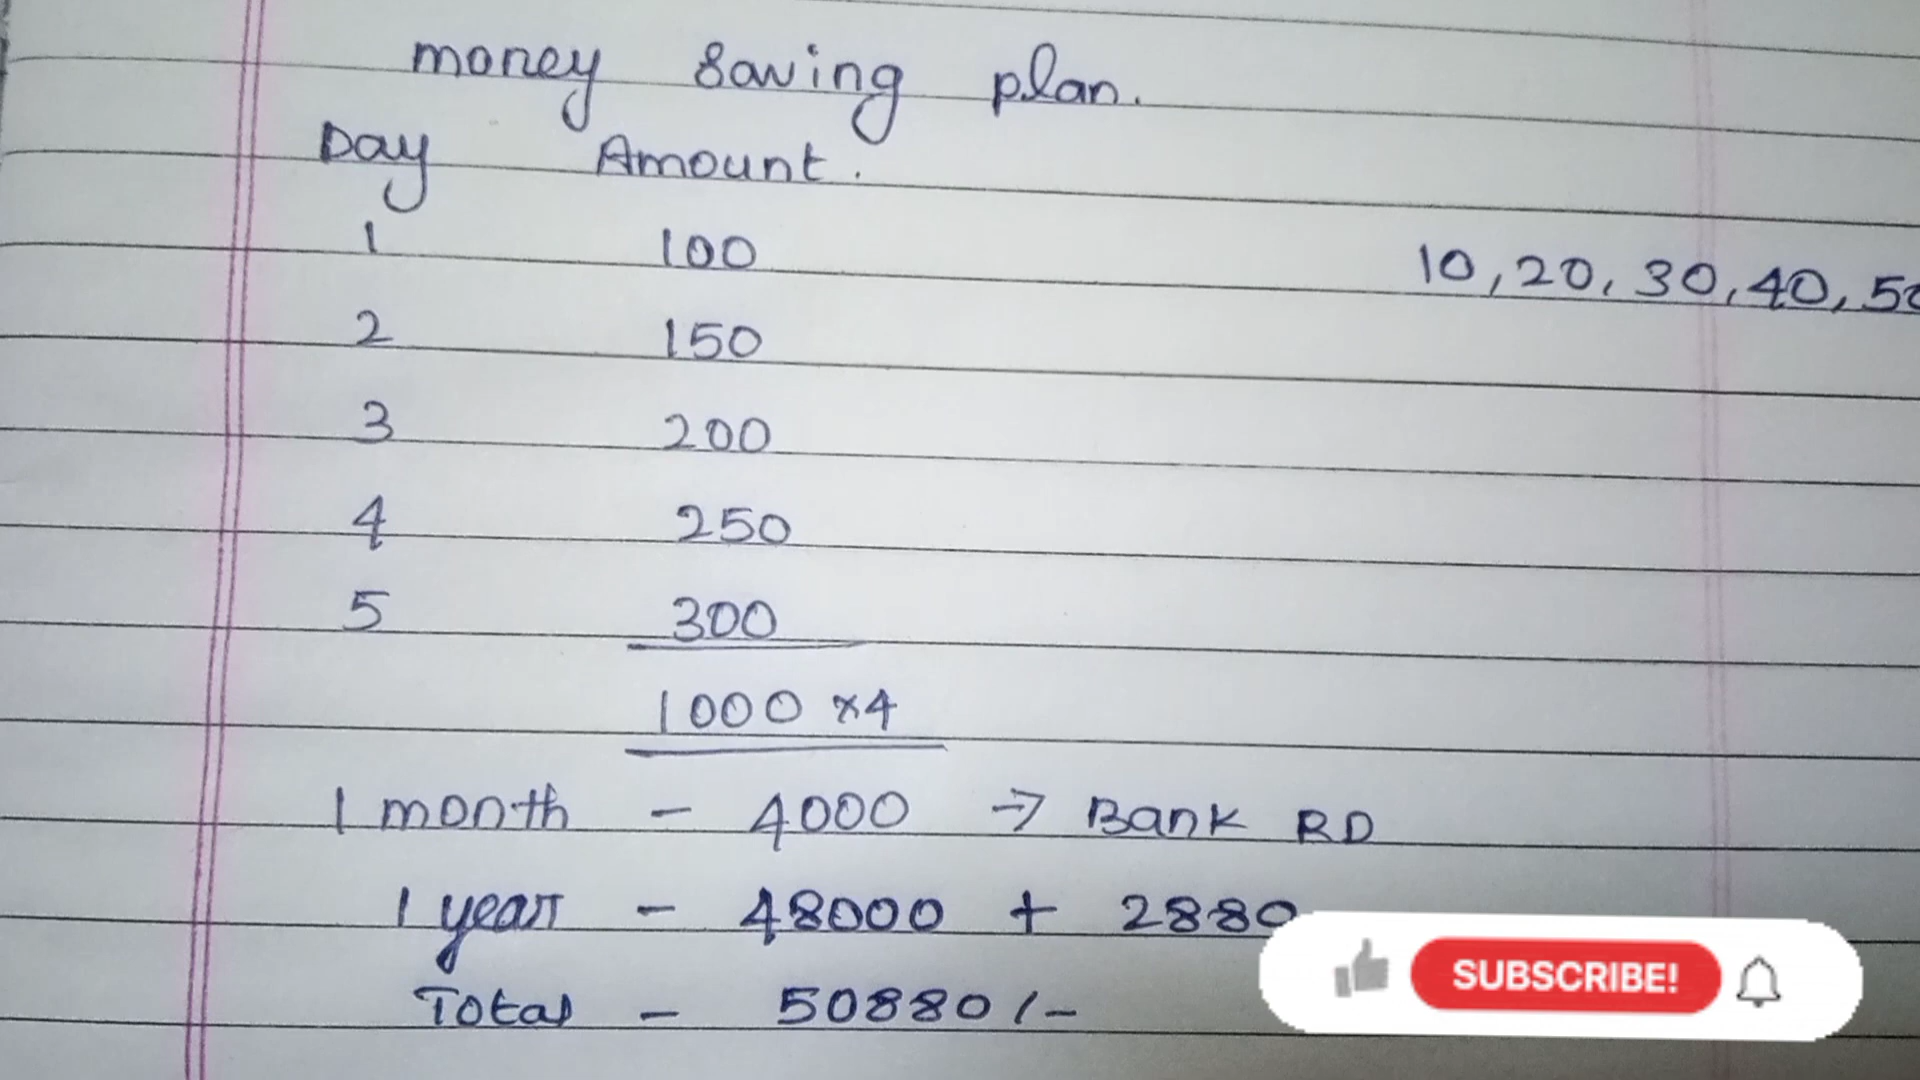 money saving plan.
Day Amount.
1 100 10, 20, 30, 40, 50
2 150
3 200
4 250
5 300
1000 ×4
1 month - 4000 → Bank RD
1 year - 48000 + 2880
Total - 50880/-
SUBSCRIBE!